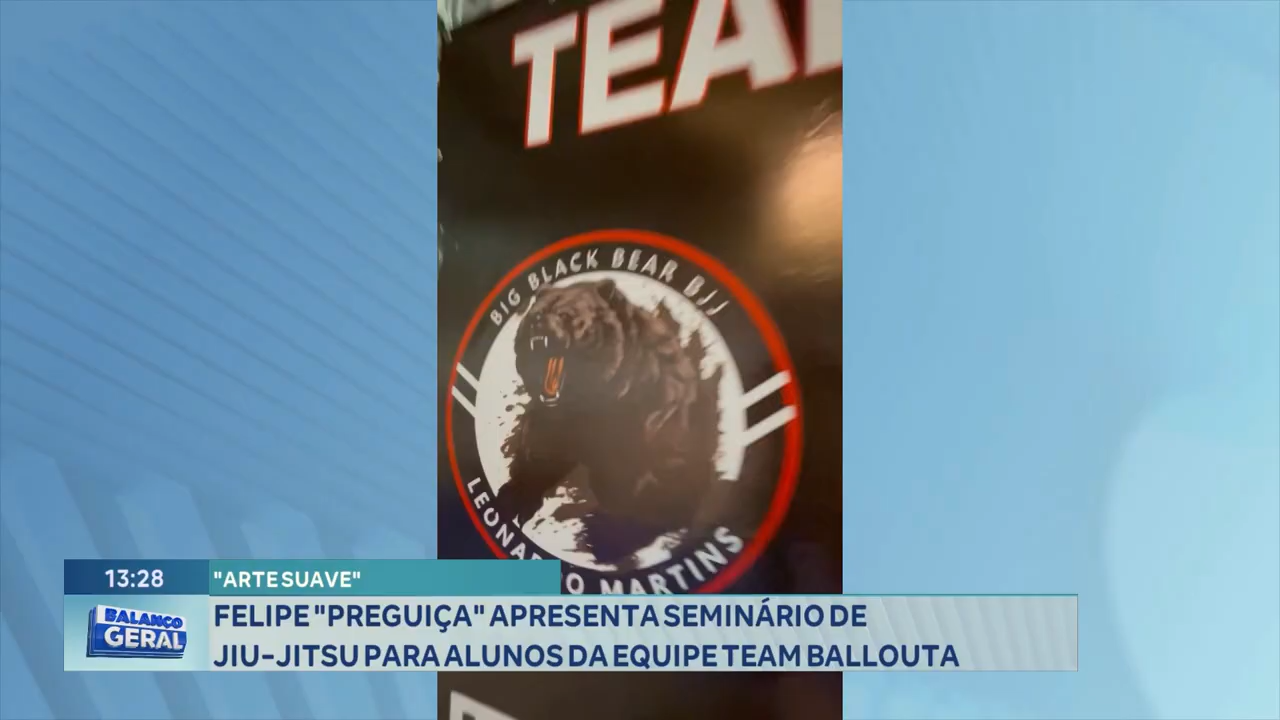 TEA
BIG BLACK BEAR BJJ
MARTINS
13:28
"ARTE SUAVE"
BALANÇO
GERAL
FELIPE "PREGUIÇA" APRESENTA SEMINÁRIO DE
JIU-JITSU PARA ALUNOS DA EQUIPE TEAM BALLOUTA